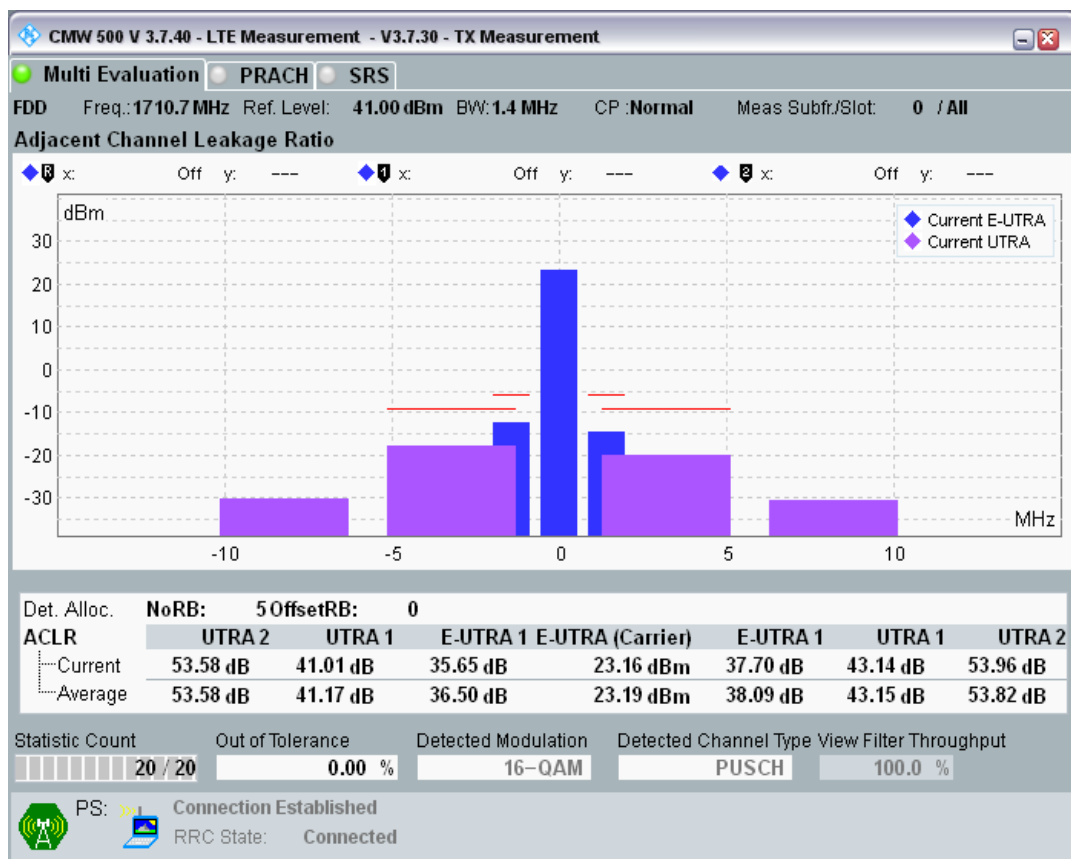 CMW 500 V 3.7.40 - LTE Measurement - V3.7.30 - TX Measurement
Multi Evaluation PRACH SRS
FDD Freq.: 1710.7 MHz Ref. Level: 41.00 dBm BW: 1.4 MHz CP : Normal Meas Subfr./Slot: 0 / All
Adjacent Channel Leakage Ratio
R x: Off y: --- 1 x: Off y: --- 2 x: Off y: ---
dBm
Current E-UTRA
Current UTRA
30
20
10
0
-10
-20
-30
MHz
-10 -5 0 5 10
Det. Alloc. NoRB: 5 OffsetRB: 0
ACLR UTRA 2 UTRA 1 E-UTRA 1 E-UTRA (Carrier) E-UTRA 1 UTRA 1 UTRA 2
Current 53.58 dB 41.01 dB 35.65 dB 23.16 dBm 37.70 dB 43.14 dB 53.96 dB
Average 53.58 dB 41.17 dB 36.50 dB 23.19 dBm 38.09 dB 43.15 dB 53.82 dB
Statistic Count Out of Tolerance Detected Modulation Detected Channel Type View Filter Throughput
20 / 20 0.00 % 16-QAM PUSCH 100.0 %
PS: Connection Established
RRC State: Connected